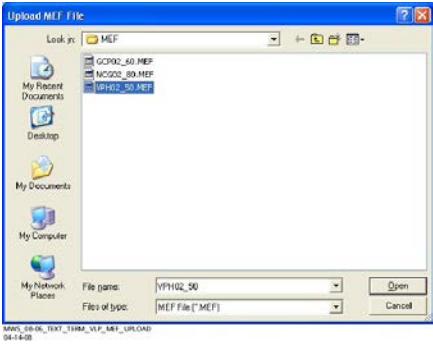 Upload MEF File
Look in:
MEF
GCP02_60.MEF
NCG02_80.MEF
VPH02_50.MEF
My Recent
Documents
Desktop
My Documents
My Computer
My Network
Places
File name:
VPH02_50
Open
Files of type:
MEF File (*.MEF)
Cancel
MWS_08-06_TEXT_TERM_VLP_MEF_UPLOAD
04-14-08